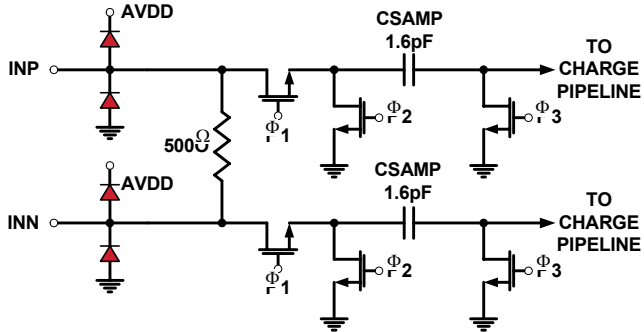 AVDD
CSAMP
1.6pF
TO
CHARGE
PIPELINE
INP
Φ1
Φ2
Φ3
500Ω
AVDD
CSAMP
1.6pF
TO
CHARGE
PIPELINE
INN
Φ1
Φ2
Φ3